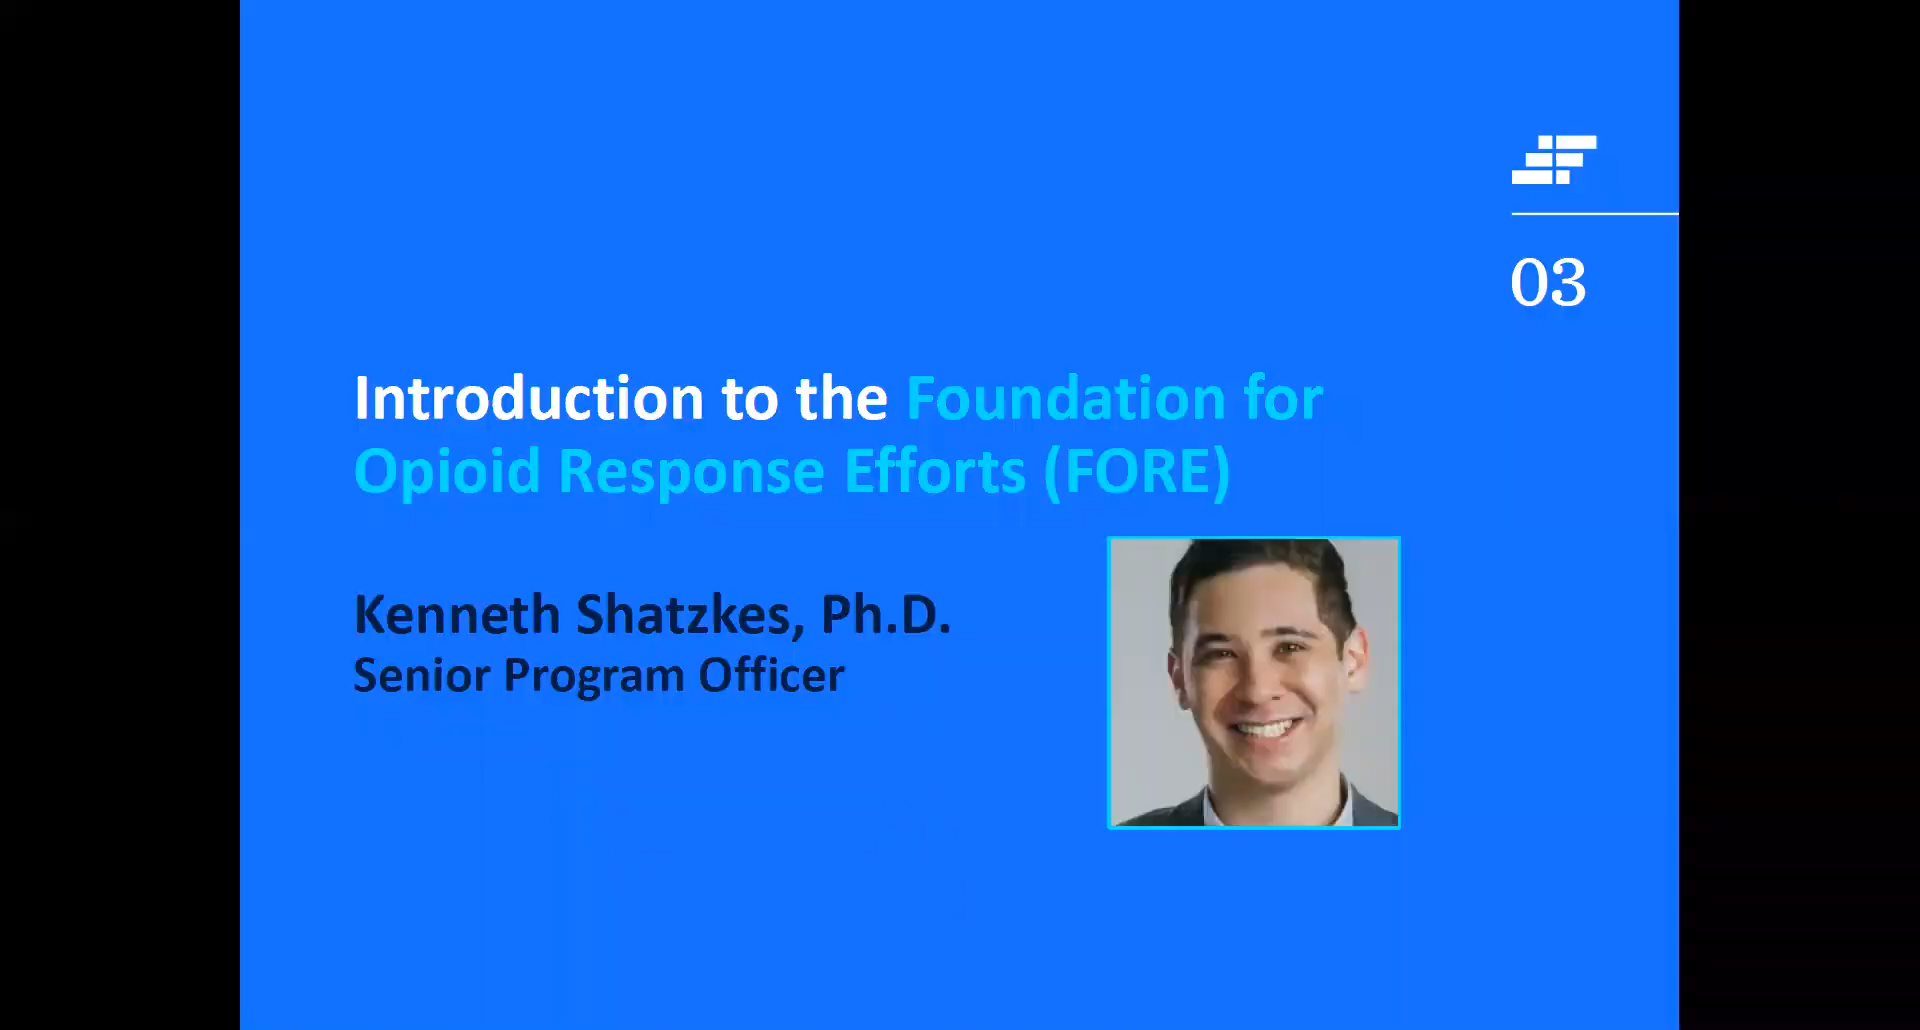 03
Introduction to the Foundation for
Opioid Response Efforts (FORE)
Kenneth Shatzkes, Ph.D.
Senior Program Officer